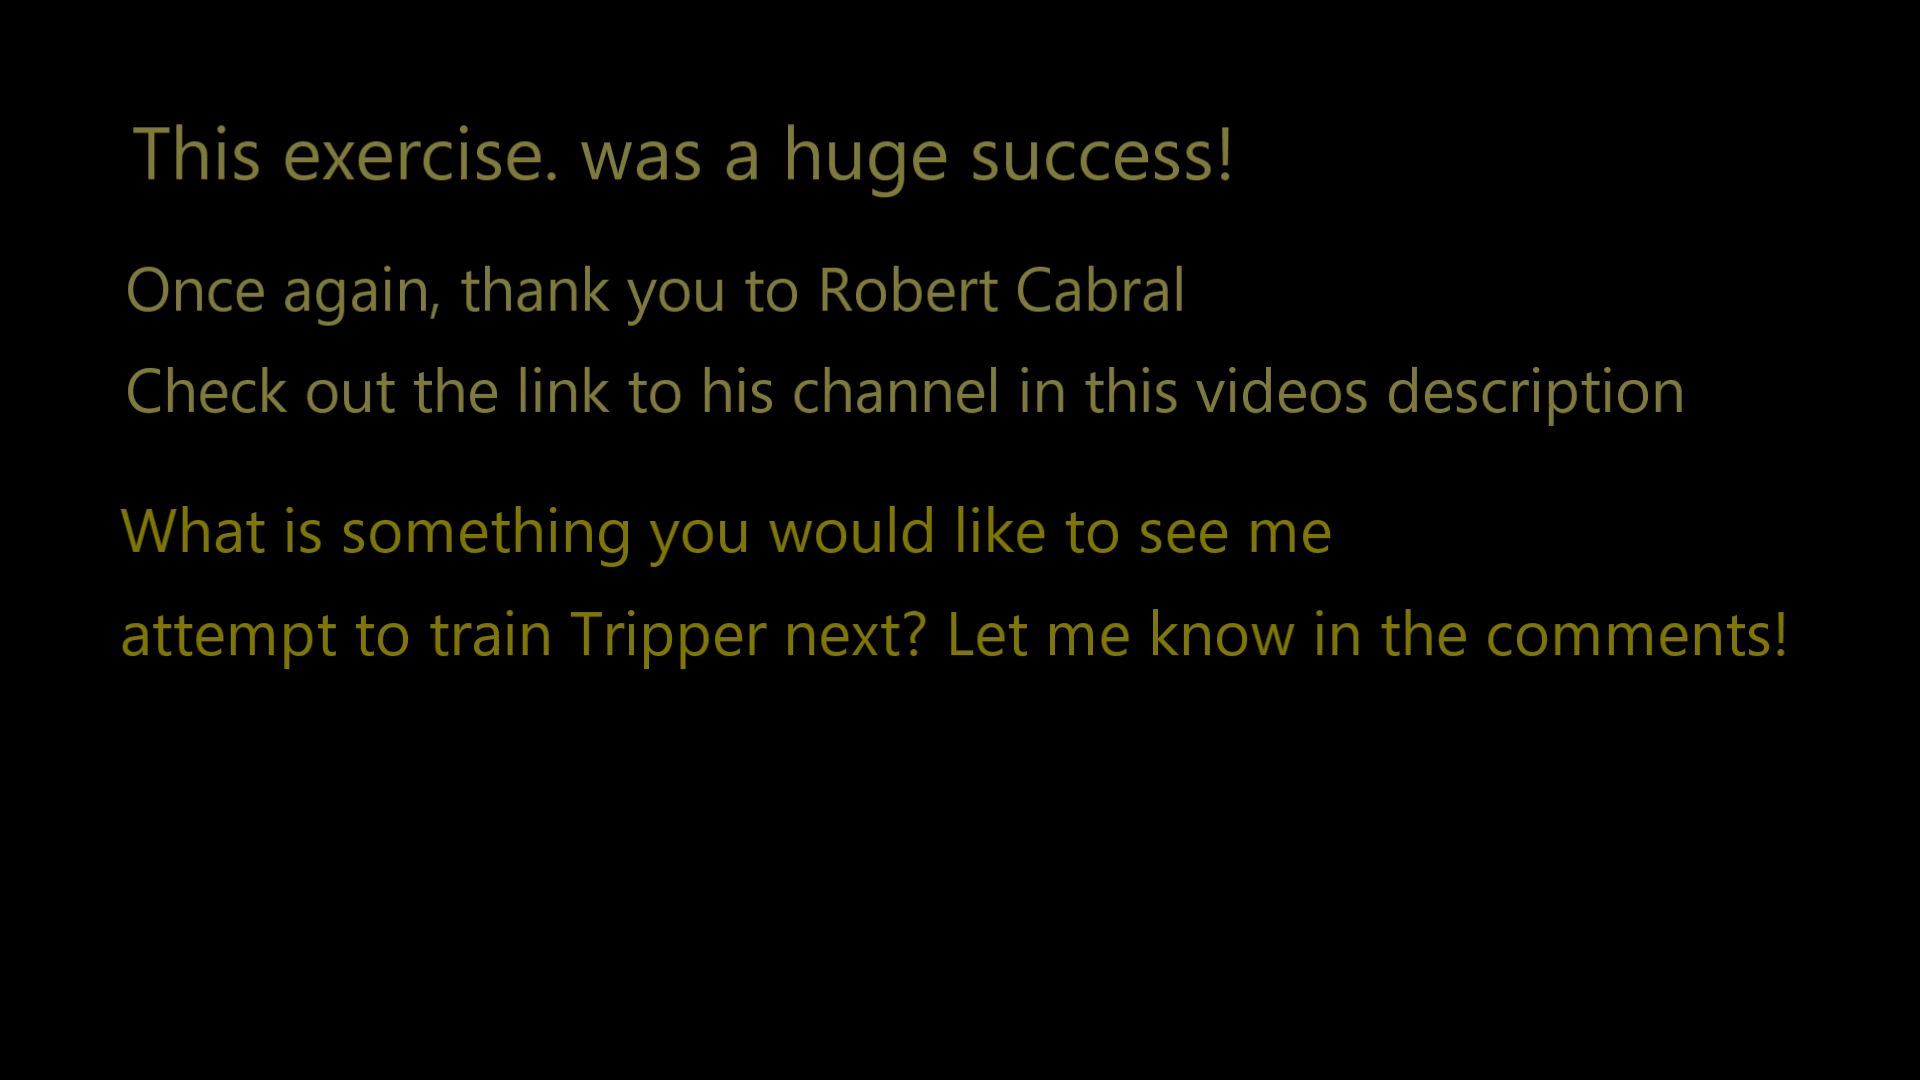 This exercise. was a huge success!
Once again, thank you to Robert Cabral
Check out the link to his channel in this videos description
What is something you would like to see me
attempt to train Tripper next? Let me know in the comments!